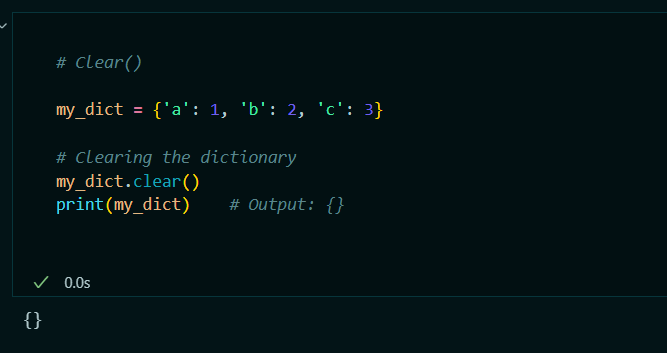 # Clear()
my_dict = {'a': 1, 'b': 2, 'c': 3}
# Clearing the dictionary
my_dict.clear()
print(my_dict)    # Output: {}
0.0s
{}